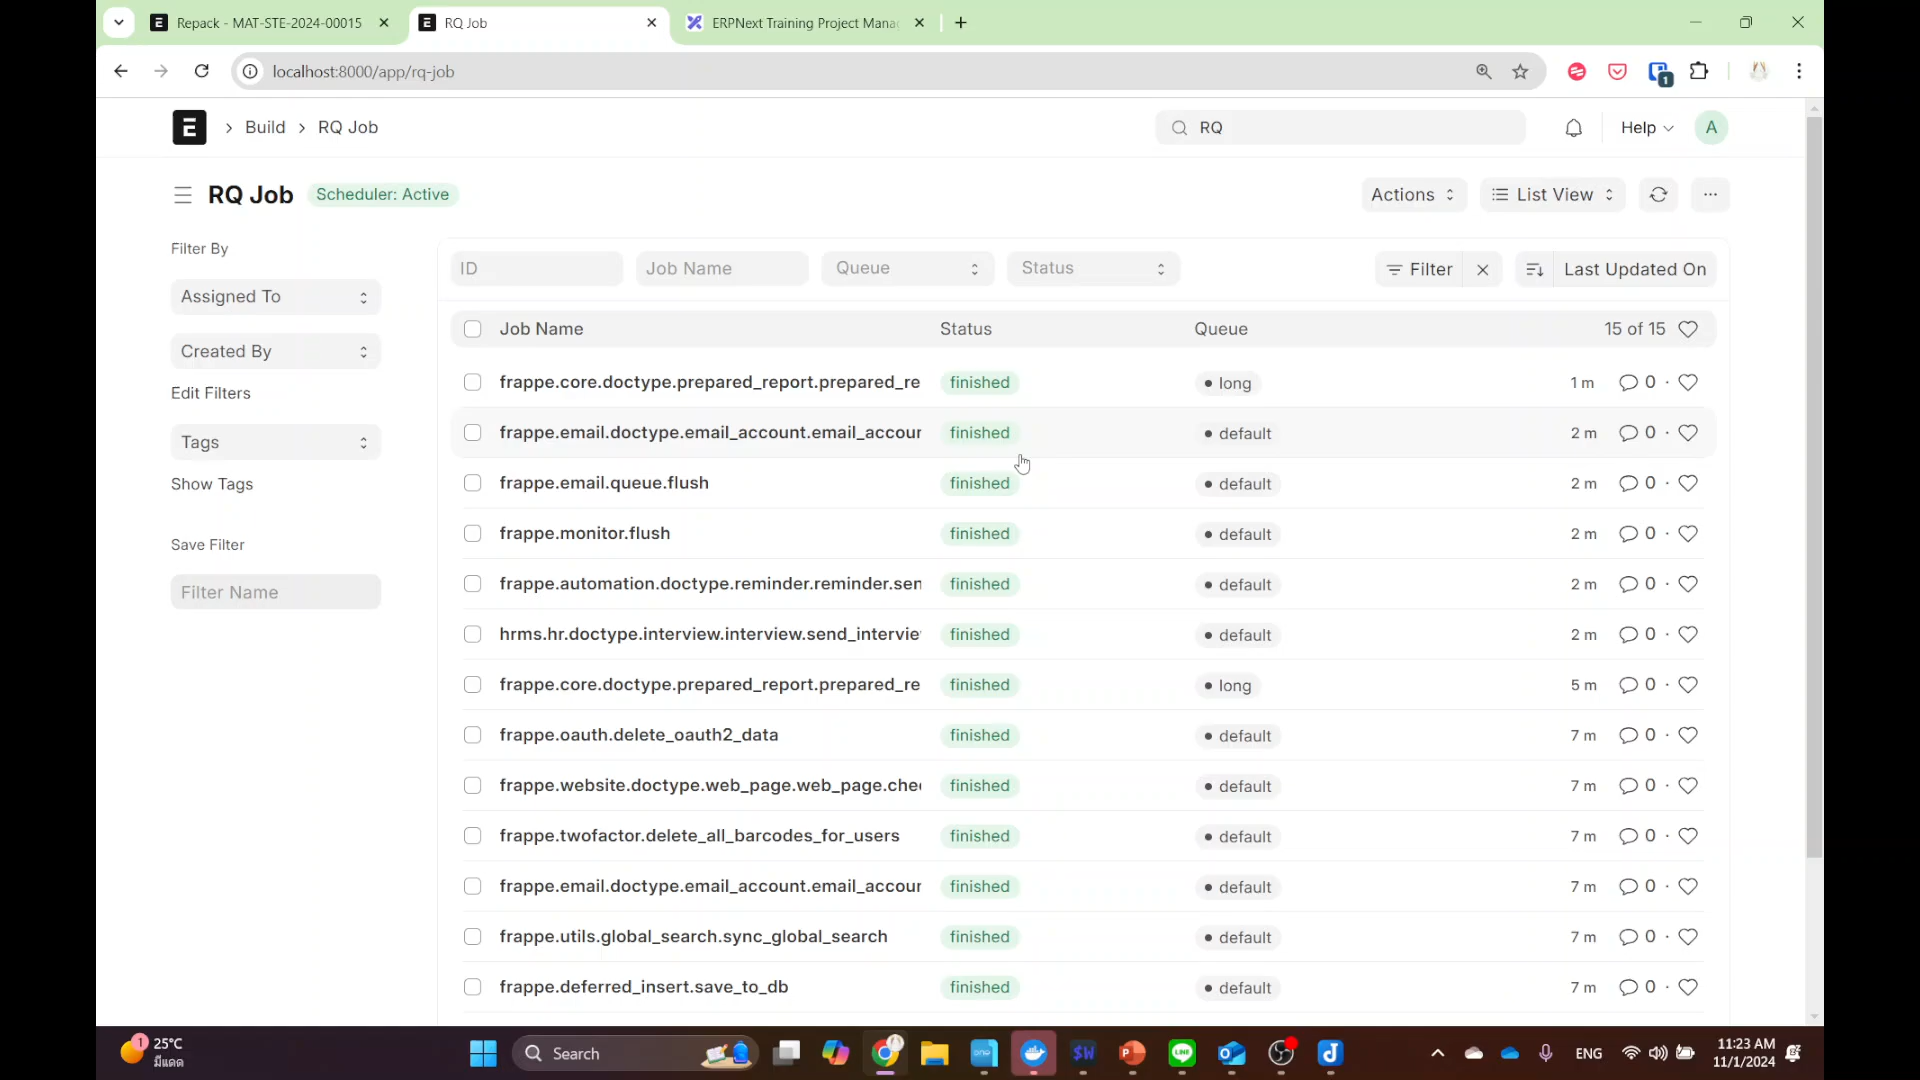 Repack - MAT-STE-2024-00015
RQ Job
ERPNext Training Project Mana
localhost:8000/app/rq-job
1
E
Build
RQ Job
RQ
Help
A
RQ Job
Scheduler: Active
Actions
List View
Filter By
Assigned To
Created By
Edit Filters
Tags
Show Tags
Save Filter
Filter Name
ID
Job Name
Queue
Status
Filter
Last Updated On
Job Name Status Queue 15 of 15
frappe.core.doctype.prepared_report.prepared_re finished long 1 m 0
frappe.email.doctype.email_account.email_accour finished default 2 m 0
frappe.email.queue.flush finished default 2 m 0
frappe.monitor.flush finished default 2 m 0
frappe.automation.doctype.reminder.reminder.sen finished default 2 m 0
hrms.hr.doctype.interview.interview.send_intervie finished default 2 m 0
frappe.core.doctype.prepared_report.prepared_re finished long 5 m 0
frappe.oauth.delete_oauth2_data finished default 7 m 0
frappe.website.doctype.web_page.web_page.che finished default 7 m 0
frappe.twofactor.delete_all_barcodes_for_users finished default 7 m 0
frappe.email.doctype.email_account.email_accour finished default 7 m 0
frappe.utils.global_search.sync_global_search finished default 7 m 0
frappe.deferred_insert.save_to_db finished default 7 m 0
1
25°C
มีแดด
Search
ENG
11:23 AM
11/1/2024